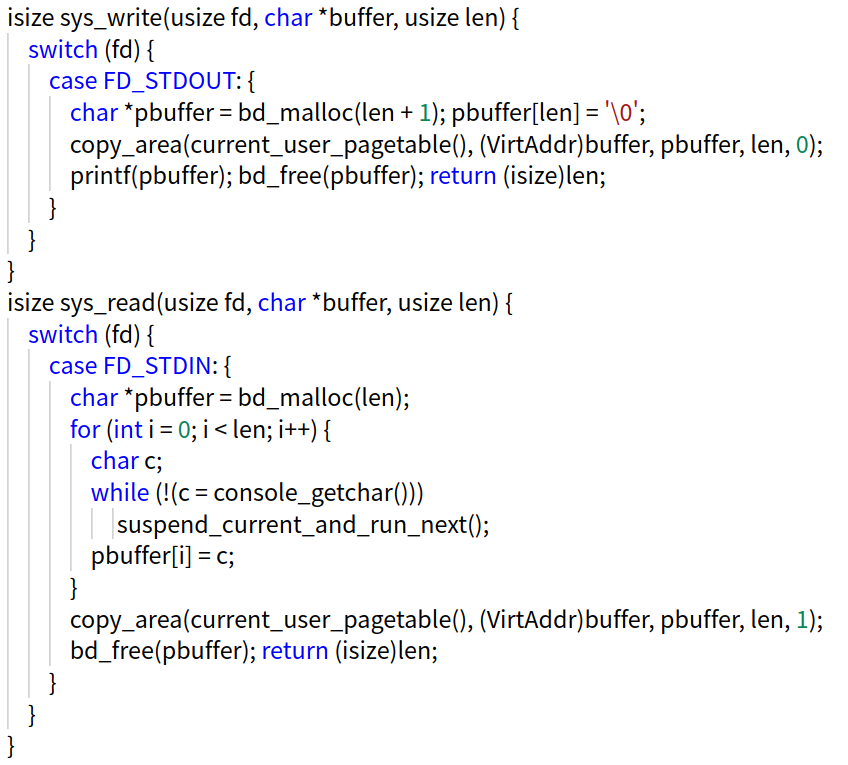 isize sys_write(usize fd, char *buffer, usize len) {
switch (fd) {
case FD_STDOUT: {
char *pbuffer = bd_malloc(len + 1); pbuffer[len] = '\0';
copy_area(current_user_pagetable(), (VirtAddr)buffer, pbuffer, len, 0);
printf(pbuffer); bd_free(pbuffer); return (isize)len;
}
}
}
isize sys_read(usize fd, char *buffer, usize len) {
switch (fd) {
case FD_STDIN: {
char *pbuffer = bd_malloc(len);
for (int i = 0; i < len; i++) {
char c;
while (!(c = console_getchar()))
suspend_current_and_run_next();
pbuffer[i] = c;
}
copy_area(current_user_pagetable(), (VirtAddr)buffer, pbuffer, len, 1);
bd_free(pbuffer); return (isize)len;
}
}
}